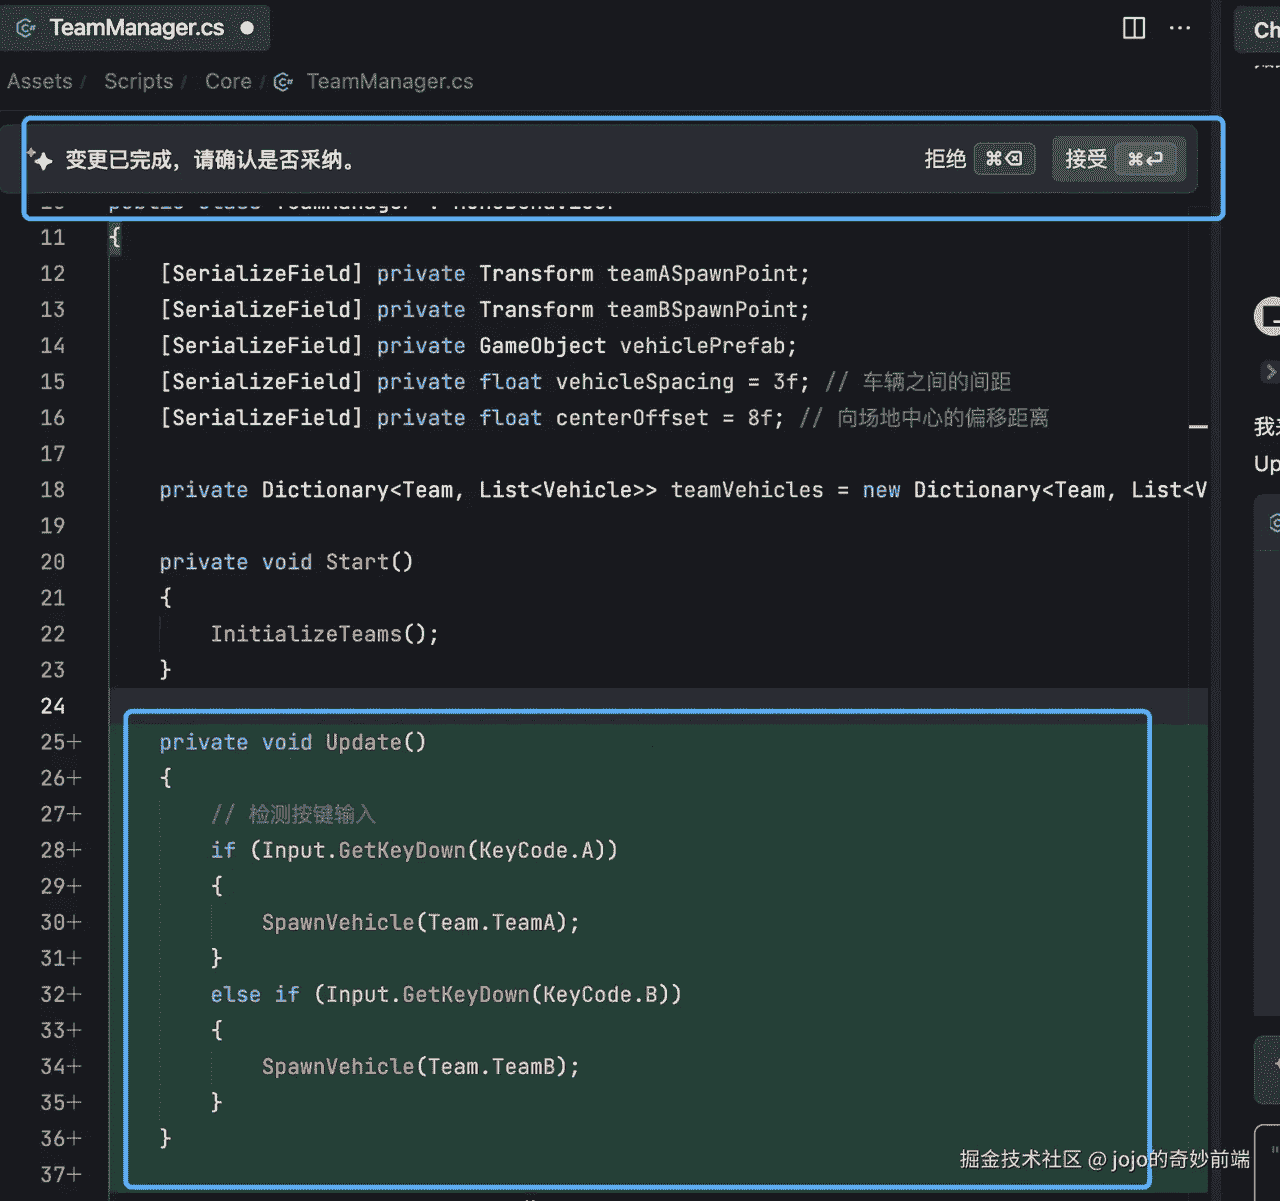 TeamManager.cs
Assets / Scripts / Core / TeamManager.cs
变更已完成，请确认是否采纳。 拒绝 ⌘⌫ 接受 ⌘⏎
11 {
12 [SerializeField] private Transform teamASpawnPoint;
13 [SerializeField] private Transform teamBSpawnPoint;
14 [SerializeField] private GameObject vehiclePrefab;
15 [SerializeField] private float vehicleSpacing = 3f; // 车辆之间的间距
16 [SerializeField] private float centerOffset = 8f; // 向场地中心的偏移距离
17
18 private Dictionary<Team, List<Vehicle>> teamVehicles = new Dictionary<Team, List<V
19
20 private void Start()
21 {
22 InitializeTeams();
23 }
24
25+ private void Update()
26+ {
27+ // 检测按键输入
28+ if (Input.GetKeyDown(KeyCode.A))
29+ {
30+ SpawnVehicle(Team.TeamA);
31+ }
32+ else if (Input.GetKeyDown(KeyCode.B))
33+ {
34+ SpawnVehicle(Team.TeamB);
35+ }
36+ }
37+
Ch
我
Up
掘金技术社区 @ jojo的奇妙前端